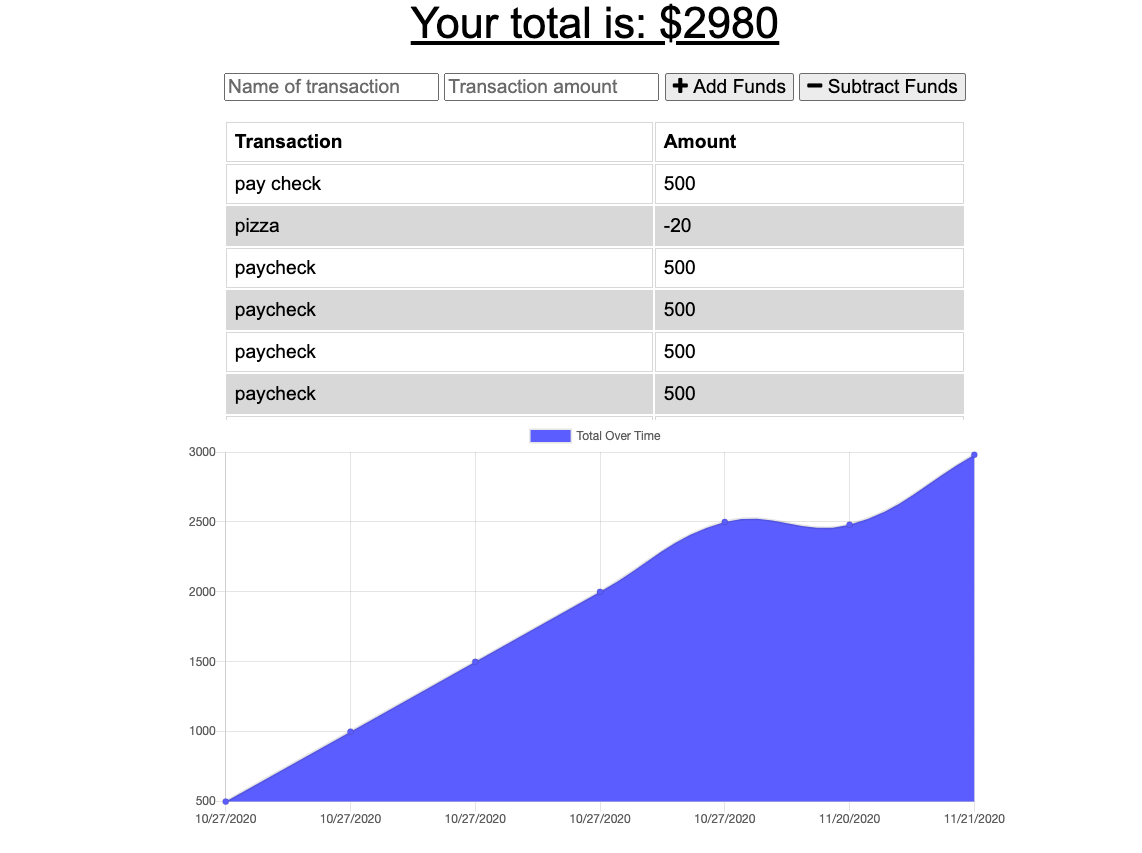 Your total is: $2980
Name of transaction Transaction amount + Add Funds − Subtract Funds
Transaction Amount
pay check 500
pizza -20
paycheck 500
paycheck 500
paycheck 500
paycheck 500
Total Over Time
3000
2500
2000
1500
1000
500
10/27/2020 10/27/2020 10/27/2020 10/27/2020 10/27/2020 11/20/2020 11/21/2020